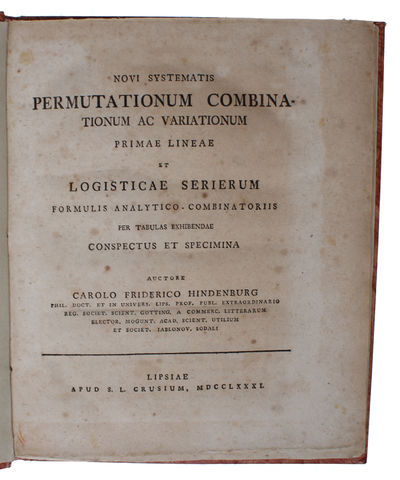 NOVI SYSTEMATIS
PERMUTATIONUM COMBINA-
TIONUM AC VARIATIONUM
PRIMAE LINEAE
ET
LOGISTICAE SERIERUM
FORMULIS ANALYTICO-COMBINATORIIS
PER TABULAS EXHIBENDAE
CONSPECTUS ET SPECIMINA
AUCTORE
CAROLO FRIDERICO HINDENBURG
PHIL. DOCT. ET IN UNIVERS. LIPS. PROF. PUBL. EXTRAORDINARIO
REG. SOCIET. SCIENT. GOTTING. A COMMERC. LITTERARUM
ELECTOR. MOGUNT. ACAD. SCIENT. UTILIUM
ET SOCIET. JABLONOV. SODALI
LIPSIAE
APUD S. L. CRUSIUM, MDCCLXXXI.